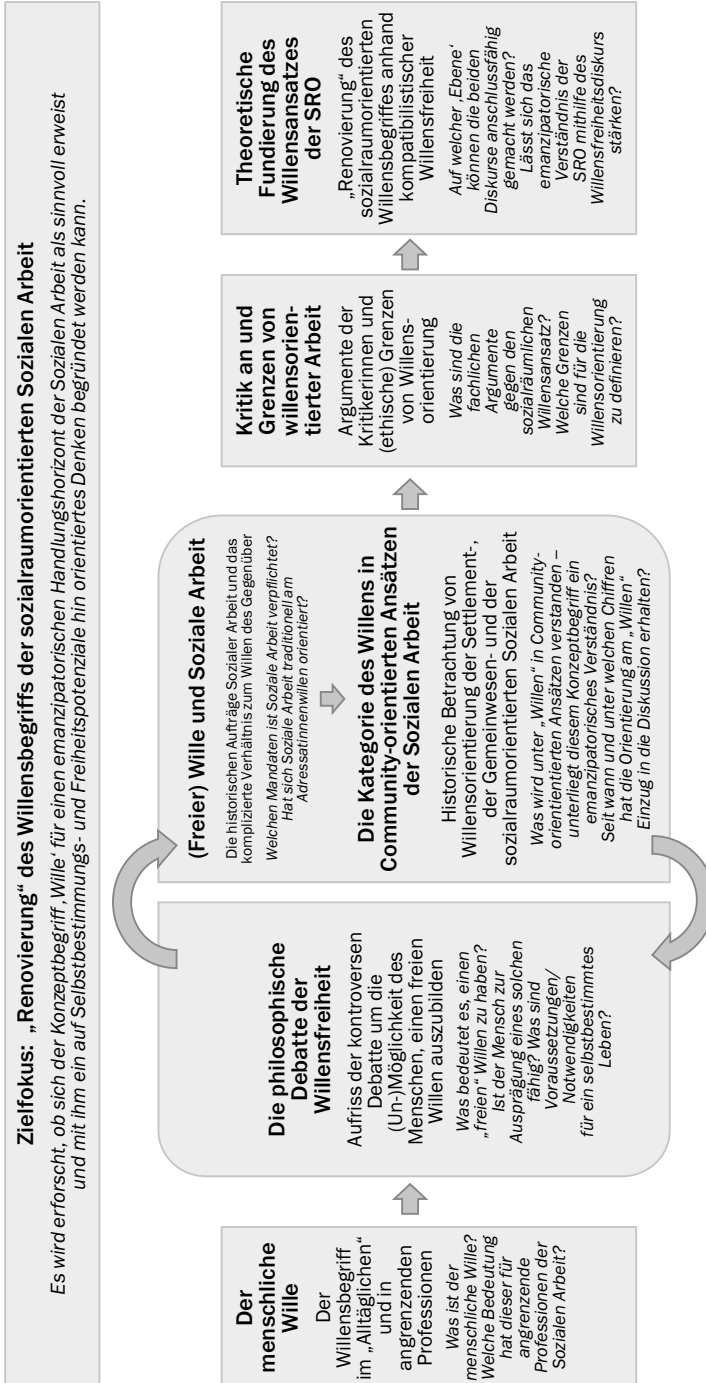 Zielfokus: „Renovierung“ des Willensbegriffs der sozialraumorientierten Sozialen Arbeit
Es wird erforscht, ob sich der Konzeptbegriff ‚Wille‘ für einen emanzipatorischen Handlungshorizont der Sozialen Arbeit als sinnvoll erweist
und mit ihm ein auf Selbstbestimmungs- und Freiheitspotenziale hin orientiertes Denken begründet werden kann.
Der
menschliche
Wille
Der
Willensbegriff
im „Alltäglichen“
und in
angrenzenden
Professionen
Was ist der
menschliche Wille?
Welche Bedeutung
hat dieser für
angrenzende
Professionen der
Sozialen Arbeit?
Die philosophische
Debatte der
Willensfreiheit
Aufriss der kontroversen
Debatte um die
(Un-)Möglichkeit des
Menschen, einen freien
Willen auszubilden
Was bedeutet es, einen
„freien“ Willen zu haben?
Ist der Mensch zur
Ausprägung eines solchen
fähig? Was sind
Voraussetzungen/
Notwendigkeiten
für ein selbstbestimmtes
Leben?
(Freier) Wille und Soziale Arbeit
Die historischen Aufträge Sozialer Arbeit und das
komplizierte Verhältnis zum Willen des Gegenüber
Welchen Mandaten ist Soziale Arbeit verpflichtet?
Hat sich Soziale Arbeit traditionell am
Adressatinnenwillen orientiert?
Die Kategorie des Willens in
Community-orientierten Ansätzen
der Sozialen Arbeit
Historische Betrachtung von
Willensorientierung der Settlement-,
der Gemeinwesen- und der
sozialraumorientierten Sozialen Arbeit
Was wird unter „Willen“ in Community-
orientientierten Ansätzen verstanden –
unterliegt diesem Konzeptbegriff ein
emanzipatorisches Verständnis?
Seit wann und unter welchen Chiffren
hat die Orientierung am „Willen“
Einzug in die Diskussion erhalten?
Kritik an und
Grenzen von
willensorien-
tierter Arbeit
Argumente der
Kritikerinnen und
(ethische) Grenzen
von Willens-
orientierung
Was sind die
fachlichen
Argumente
gegen den
sozialräumlichen
Willensansatz?
Welche Grenzen
sind für die
Willensorientierung
zu definieren?
Theoretische
Fundierung des
Willensansatzes
der SRO
„Renovierung“ des
sozialraumorientierten
Willensbegriffes anhand
kompatibilistischer
Willensfreiheit
Auf welcher ‚Ebene‘
können die beiden
Diskurse anschlussfähig
gemacht werden?
Lässt sich das
emanzipatorische
Verständnis der
SRO mithilfe des
Willensfreiheitsdiskurs
stärken?